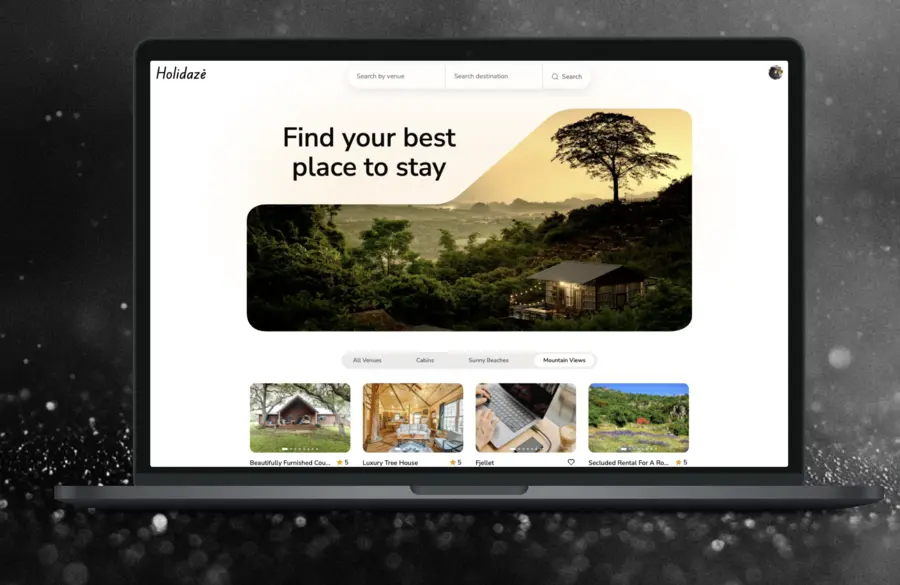 Holidazé
Search by venue
Search destination
Search
Find your best
place to stay
All Venues
Cabins
Sunny Beaches
Mountain Views
Beautifully Furnished Cou...
5
Luxury Tree House
5
Fjellet
Secluded Rental For A Ro...
5